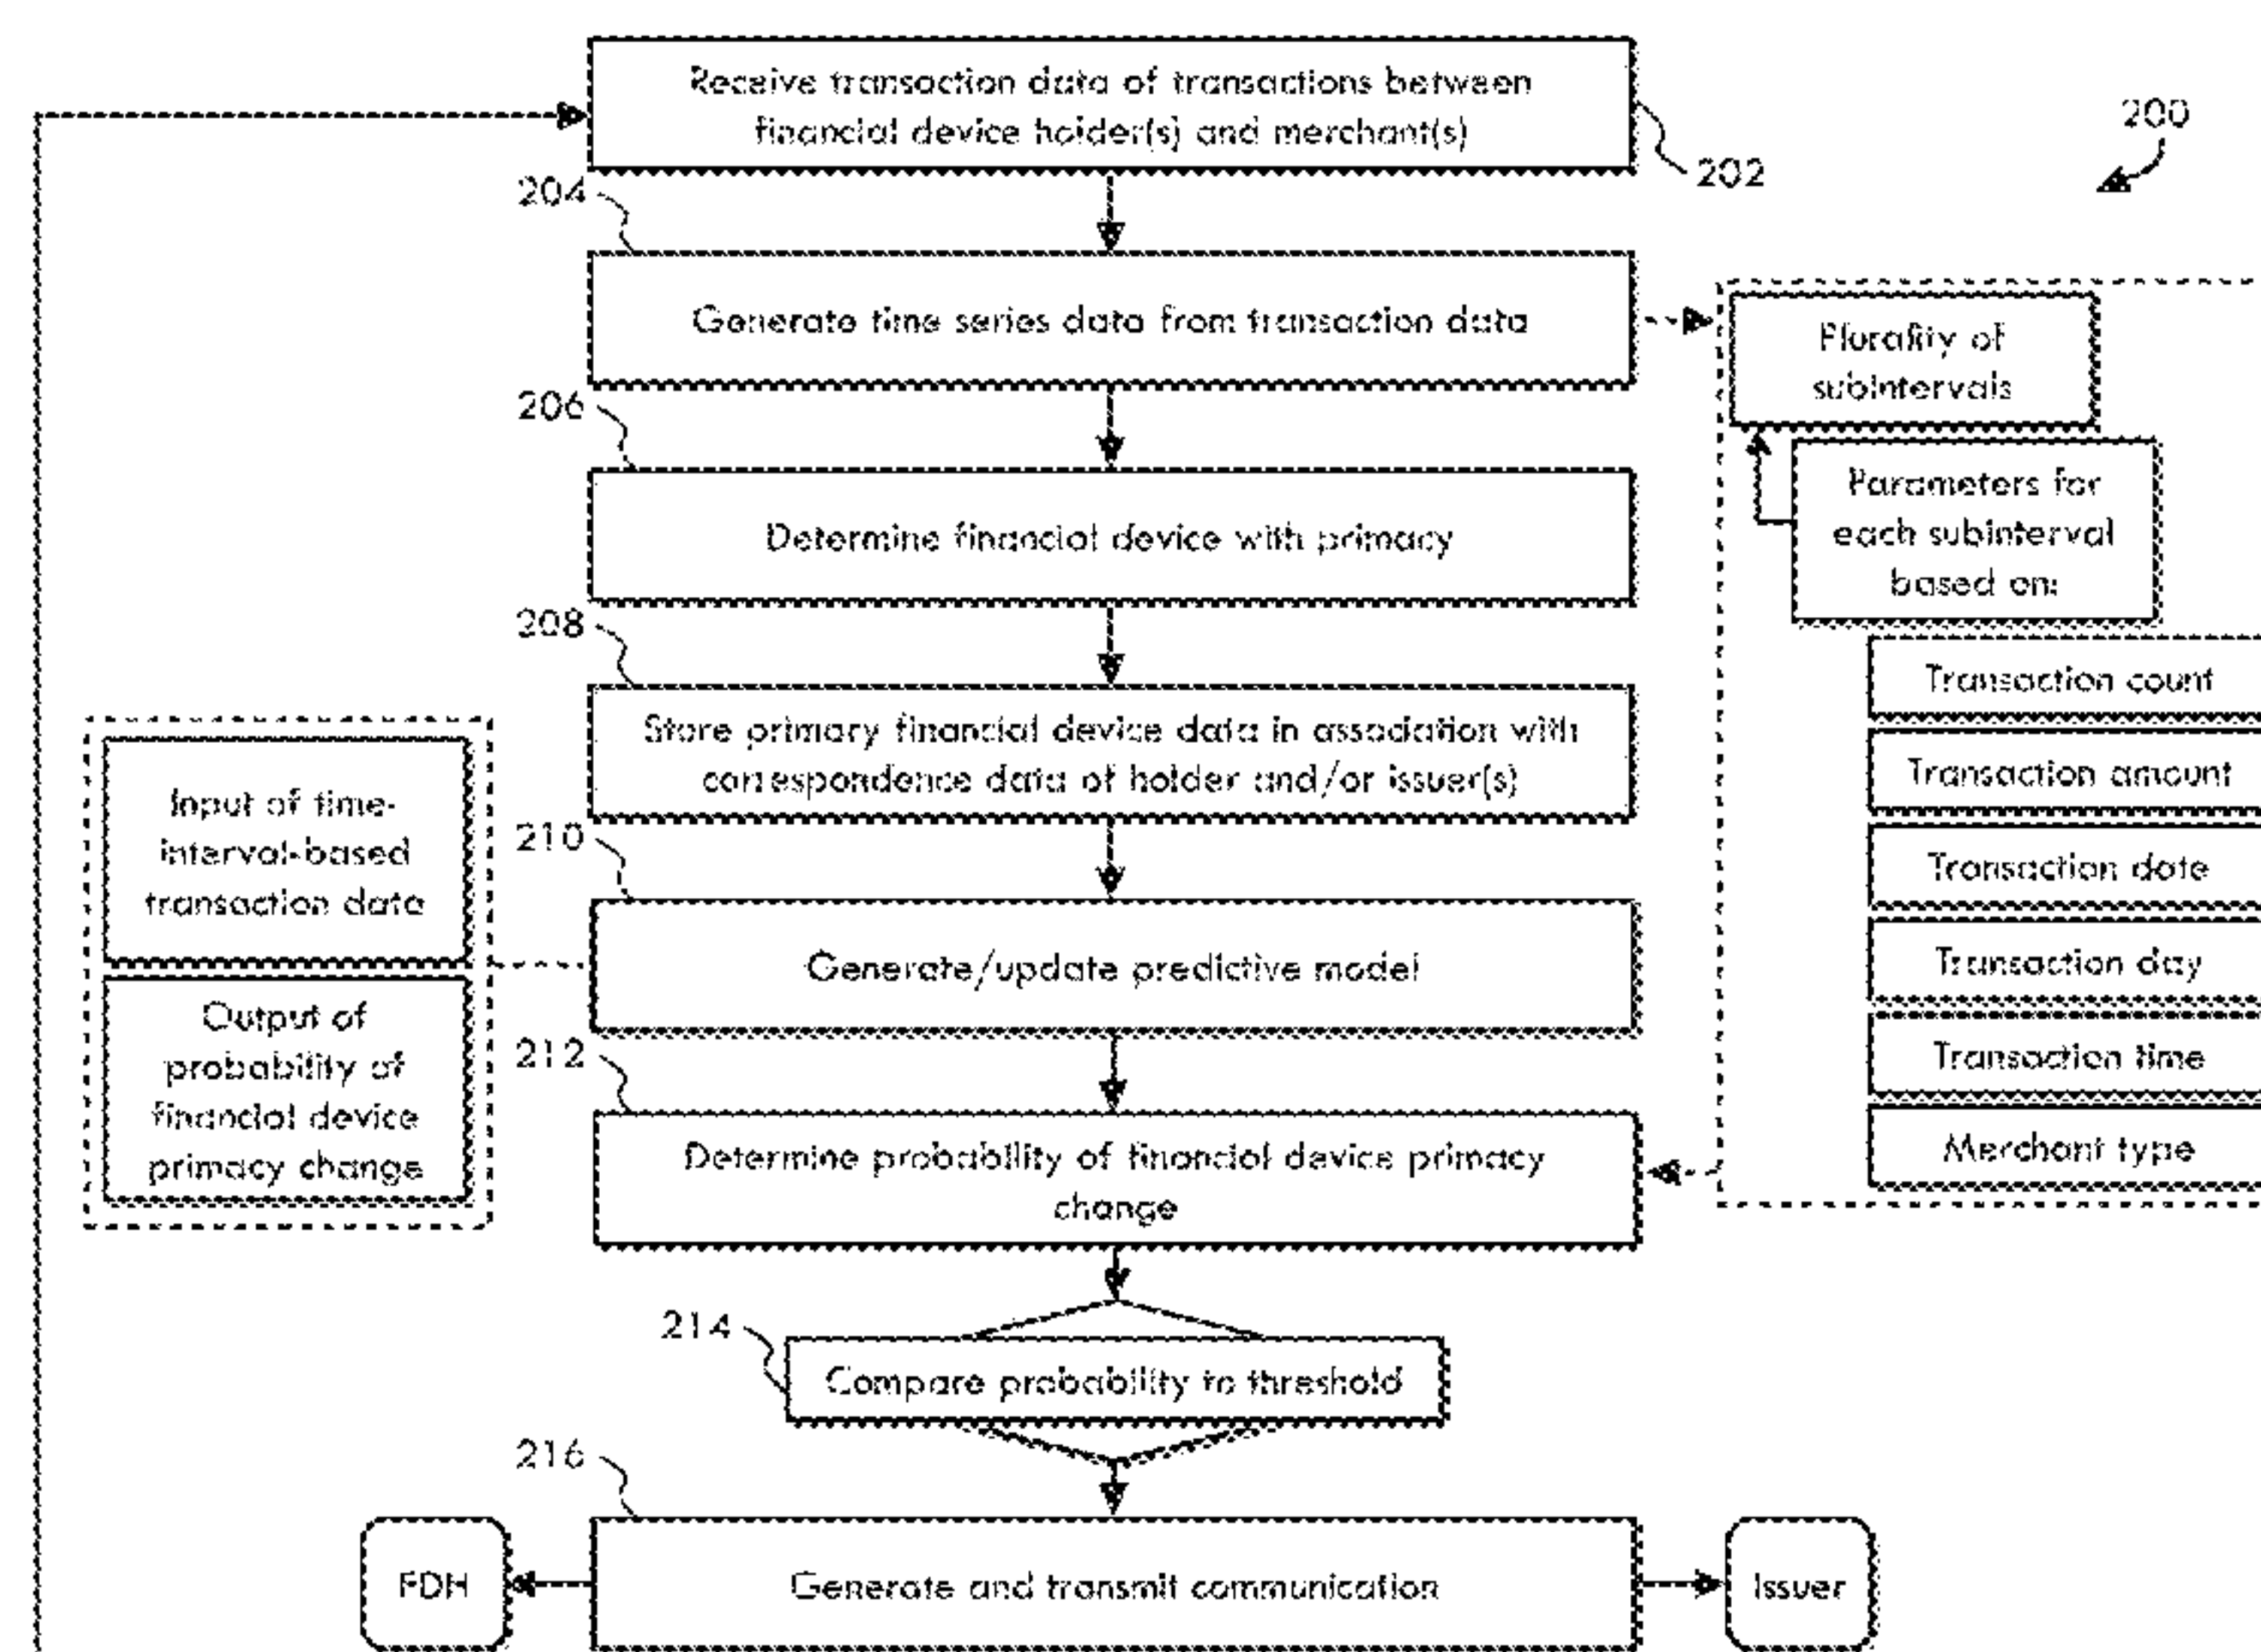 Receive transaction data of transactions between
financial device holder(s) and merchant(s)
200
202
204
Generate time series data from transaction data
Plurality of
subintervals
206
Parameters for
each subinterval
based on:
Determine financial device with primacy
208
Transaction count
Store primary financial device data in association with
correspondence data of holder and/or issuer(s)
Transaction amount
Input of time-
interval-based
transaction data
210
Transaction date
Generate/update predictive model
Transaction day
Output of
probability of
financial device
primacy change
212
Transaction time
Determine probability of financial device primacy
change
Merchant type
214
Compare probability to threshold
216
FDH
Generate and transmit communication
Issuer